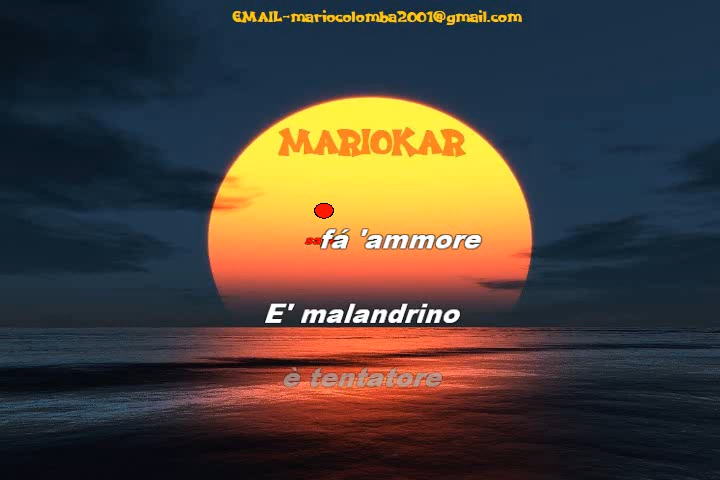 EMAIL-mariocolomba2001@gmail.com
MARIOKAR
fá 'ammore
E' malandrino
è tentatore